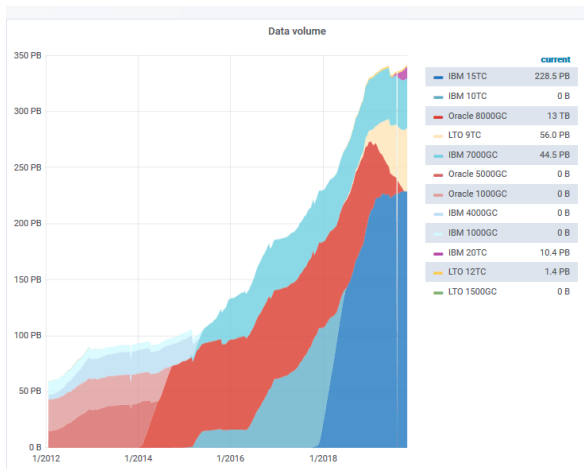 Data volume
350 PB
300 PB
250 PB
200 PB
150 PB
100 PB
50 PB
0 B
1/2012 1/2014 1/2016 1/2018
current
IBM 15TC 228.5 PB
IBM 10TC 0 B
Oracle 8000GC 13 TB
LTO 9TC 56.0 PB
IBM 7000GC 44.5 PB
Oracle 5000GC 0 B
Oracle 1000GC 0 B
IBM 4000GC 0 B
IBM 1000GC 0 B
IBM 20TC 10.4 PB
LTO 12TC 1.4 PB
LTO 1500GC 0 B